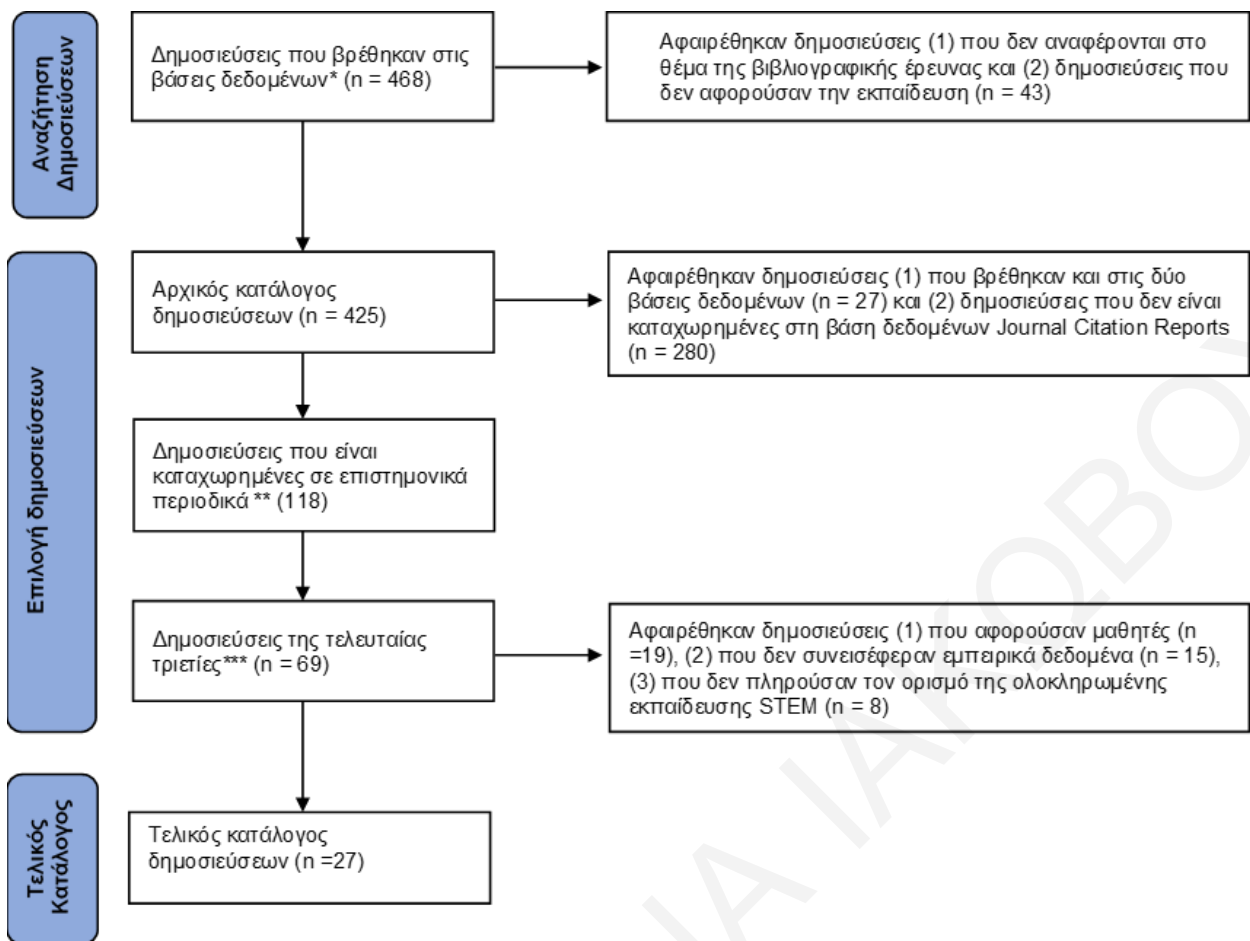 Αναζήτηση
Δημοσιεύσεων
Δημοσιεύσεις που βρέθηκαν στις
βάσεις δεδομένων* (n = 468)
Αφαιρέθηκαν δημοσιεύσεις (1) που δεν αναφέρονται στο
θέμα της βιβλιογραφικής έρευνας και (2) δημοσιεύσεις που
δεν αφορούσαν την εκπαίδευση (n = 43)
Επιλογή δημοσιεύσεων
Αρχικός κατάλογος
δημοσιεύσεων (n = 425)
Αφαιρέθηκαν δημοσιεύσεις (1) που βρέθηκαν και στις δύο
βάσεις δεδομένων (n = 27) και (2) δημοσιεύσεις που δεν είναι
καταχωρημένες στη βάση δεδομένων Journal Citation Reports
(n = 280)
Δημοσιεύσεις που είναι
καταχωρημένες σε επιστημονικά
περιοδικά ** (118)
Δημοσιεύσεις της τελευταίας
τριετίες*** (n = 69)
Αφαιρέθηκαν δημοσιεύσεις (1) που αφορούσαν μαθητές (n
=19), (2) που δεν συνεισέφεραν εμπειρικά δεδομένα (n = 15),
(3) που δεν πληρούσαν τον ορισμό της ολοκληρωμένης
εκπαίδευσης STEM (n = 8)
Τελικός
Κατάλογος
Τελικός κατάλογος
δημοσιεύσεων (n =27)